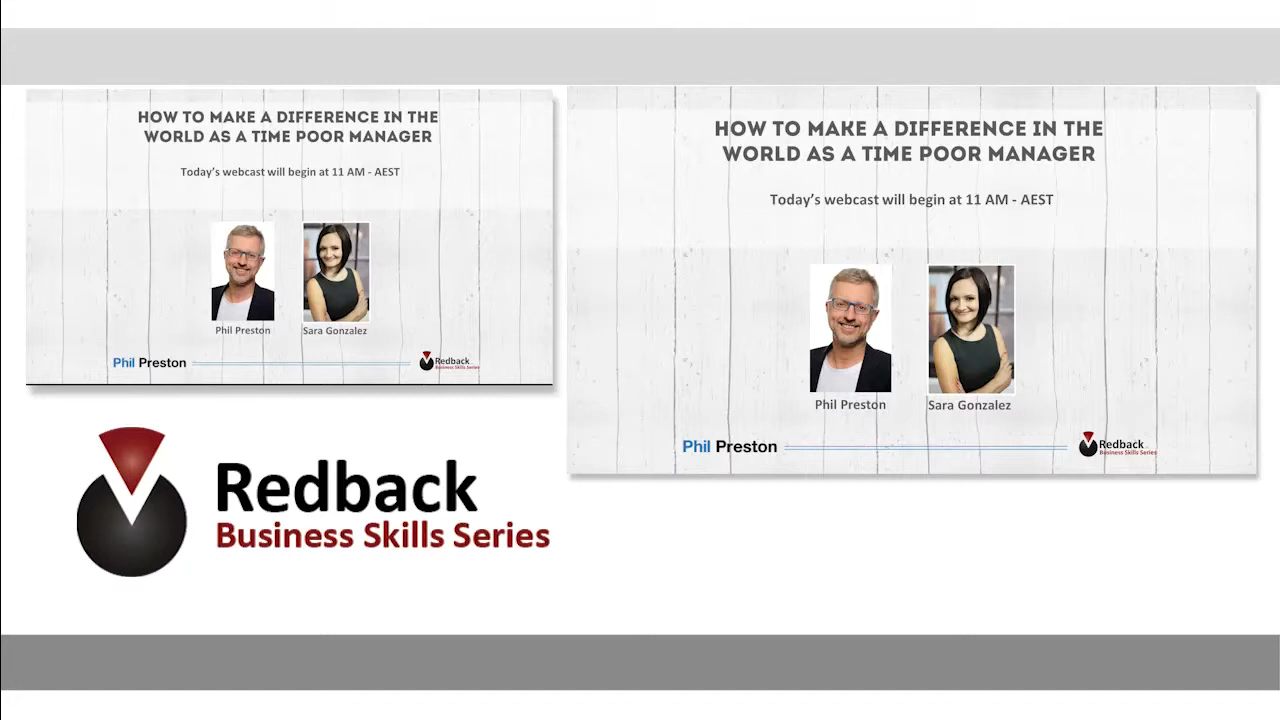 HOW TO MAKE A DIFFERENCE IN THE
WORLD AS A TIME POOR MANAGER
Today's webcast will begin at 11 AM - AEST
Phil Preston
Sara Gonzalez
Phil Preston
Redback
Business Skills Series
HOW TO MAKE A DIFFERENCE IN THE
WORLD AS A TIME POOR MANAGER
Today's webcast will begin at 11 AM - AEST
Phil Preston
Sara Gonzalez
Phil Preston
Redback
Business Skills Series
Redback
Business Skills Series